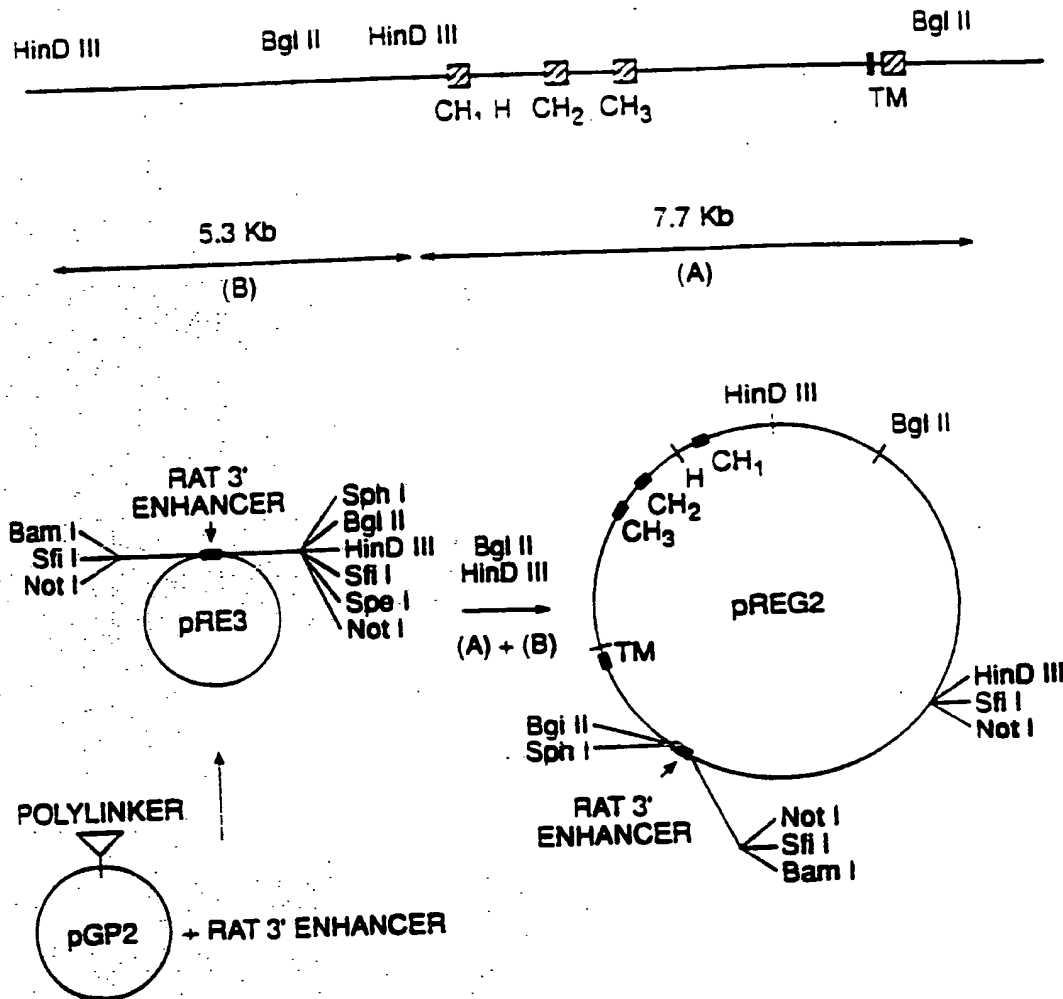 HinD III Bgl II HinD III Bgl II
CH₁ H CH₂ CH₃ TM
5.3 Kb 7.7 Kb
(B) (A)
RAT 3'
ENHANCER
Bam I
Sfi I
Not I
Sph I
Bgl II
HinD III
Sfi I
Spe I
Not I
pRE3
Bgl II
HinD III
(A) + (B)
HinD III
Bgl II
CH₁
H
CH₂
CH₃
pREG2
TM
HinD III
Sfi I
Not I
Bgl II
Sph I
RAT 3'
ENHANCER
Not I
Sfi I
Bam I
POLYLINKER
pGP2 + RAT 3' ENHANCER